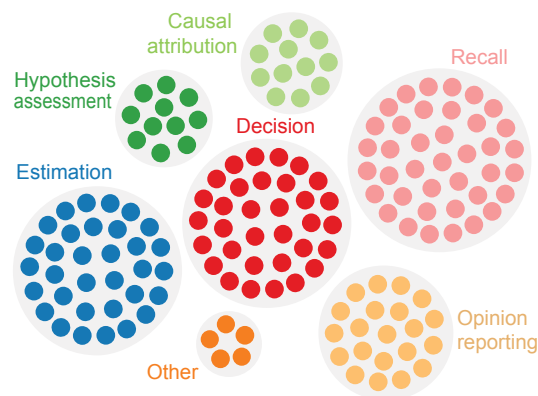 Causal
attribution
Recall
Hypothesis
assessment
Decision
Estimation
Opinion
reporting
Other